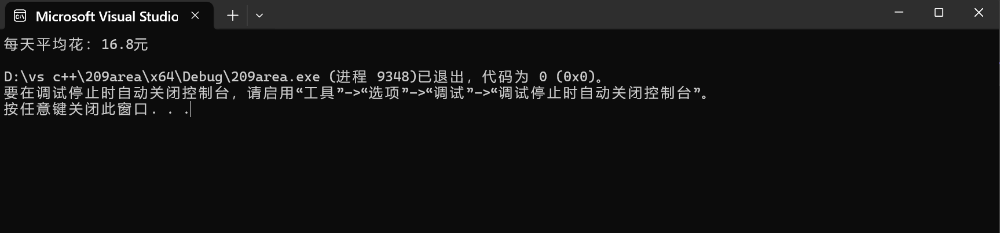 Microsoft Visual Studio
每天平均花：16.8元
D:\vs c++\209area\x64\Debug\209area.exe (进程 9348)已退出，代码为 0 (0x0)。
要在调试停止时自动关闭控制台，请启用“工具”->“选项”->“调试”->“调试停止时自动关闭控制台”。
按任意键关闭此窗口. . .